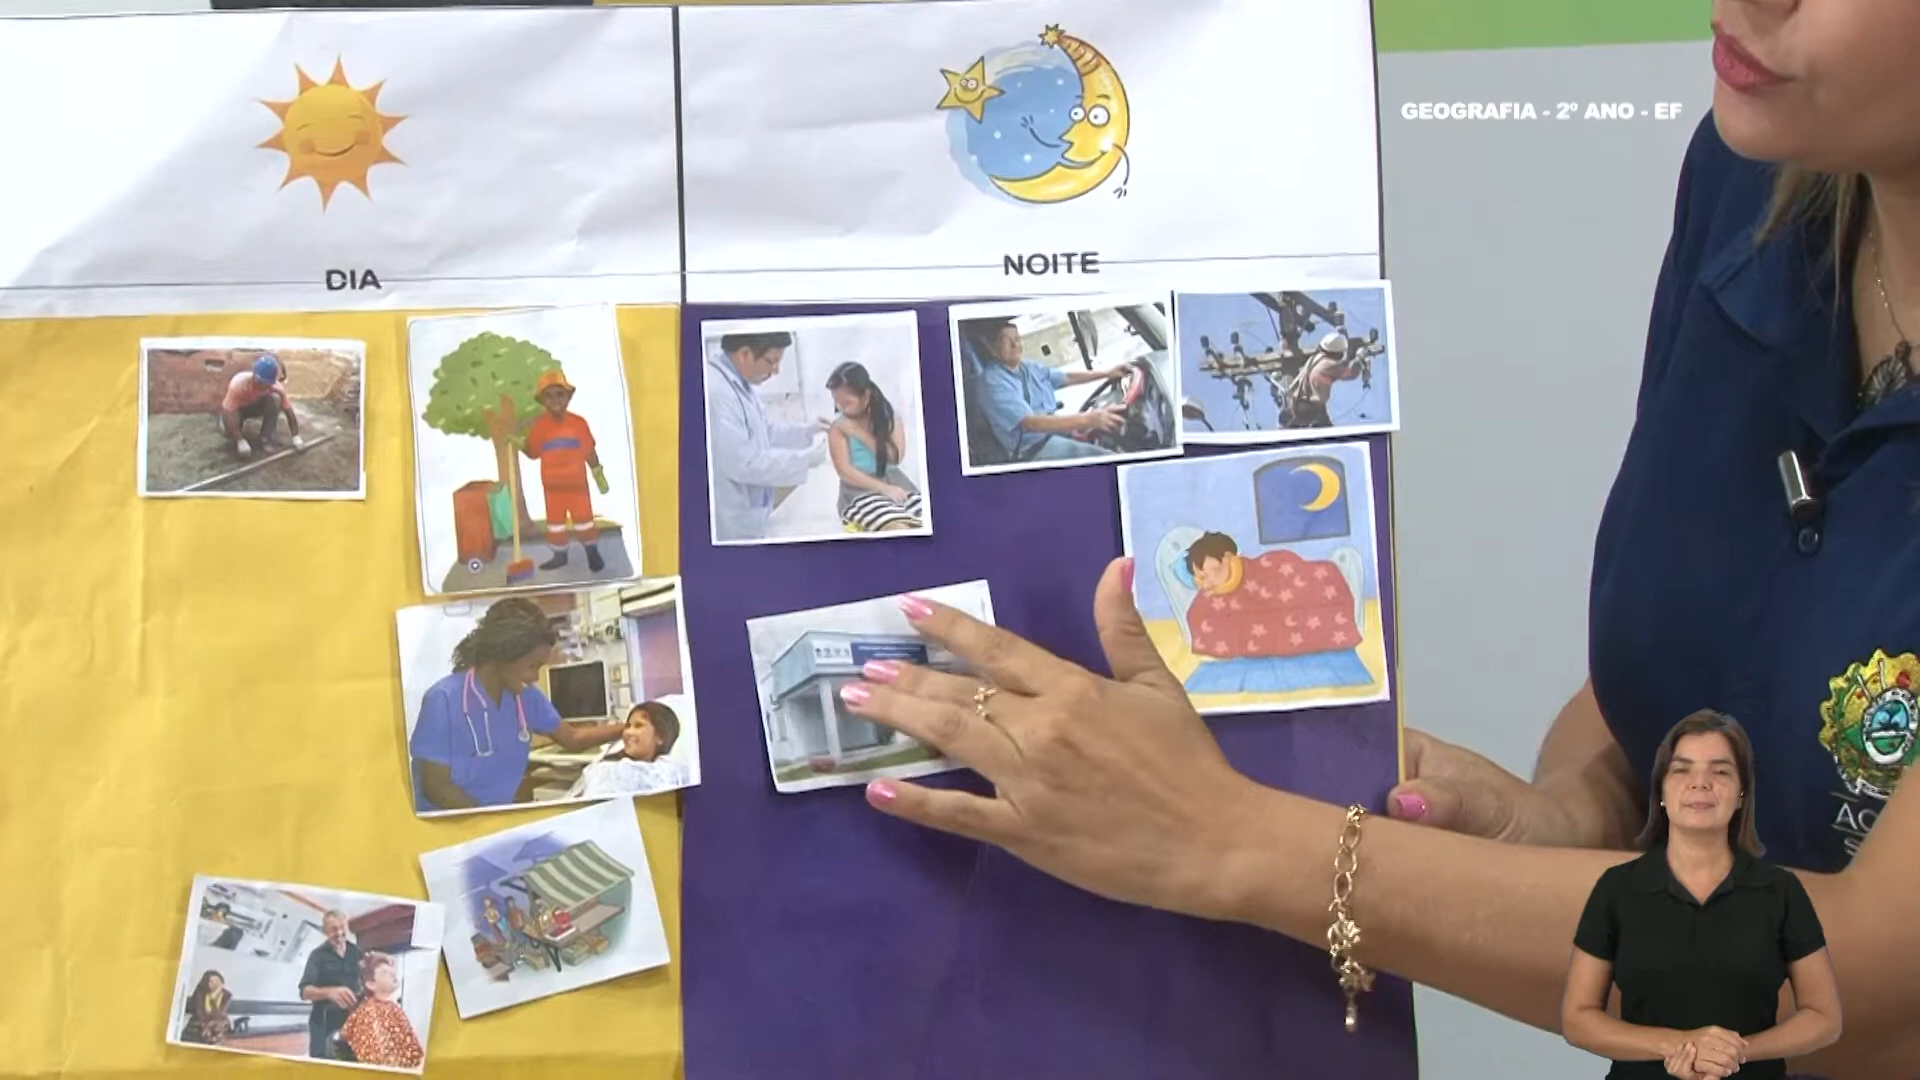 DIA
NOITE
GEOGRAFIA - 2º ANO - EF